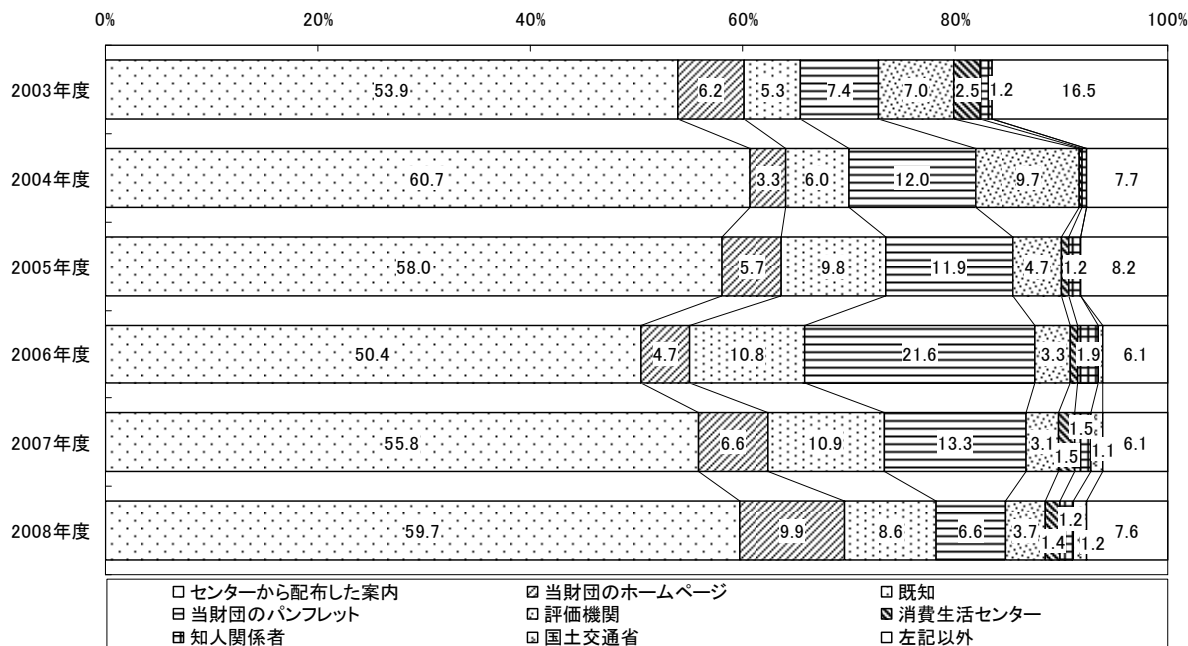 0% 20% 40% 60% 80% 100%
2003年度 53.9 6.2 5.3 7.4 7.0 2.5 1.2 16.5
2004年度 60.7 3.3 6.0 12.0 9.7 7.7
2005年度 58.0 5.7 9.8 11.9 4.7 1.2 8.2
2006年度 50.4 4.7 10.8 21.6 3.3 1.9 6.1
2007年度 55.8 6.6 10.9 13.3 3.1 1.5 1.5 1.1 6.1
2008年度 59.7 9.9 8.6 6.6 3.7 1.4 1.2 1.2 7.6
センターから配布した案内 当財団のホームページ 既知
当財団のパンフレット 評価機関 消費生活センター
知人関係者 国土交通省 左記以外